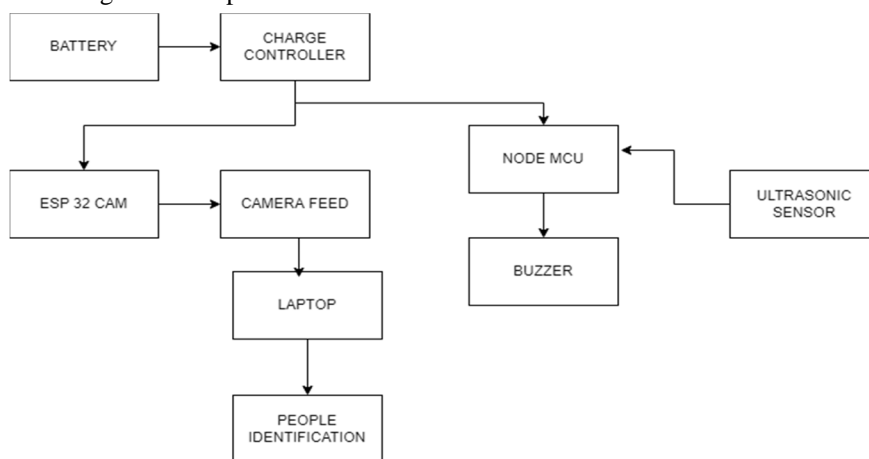 BATTERY
CHARGE
CONTROLLER
NODE MCU
ESP 32 CAM
CAMERA FEED
ULTRASONIC
SENSOR
BUZZER
LAPTOP
PEOPLE
IDENTIFICATION